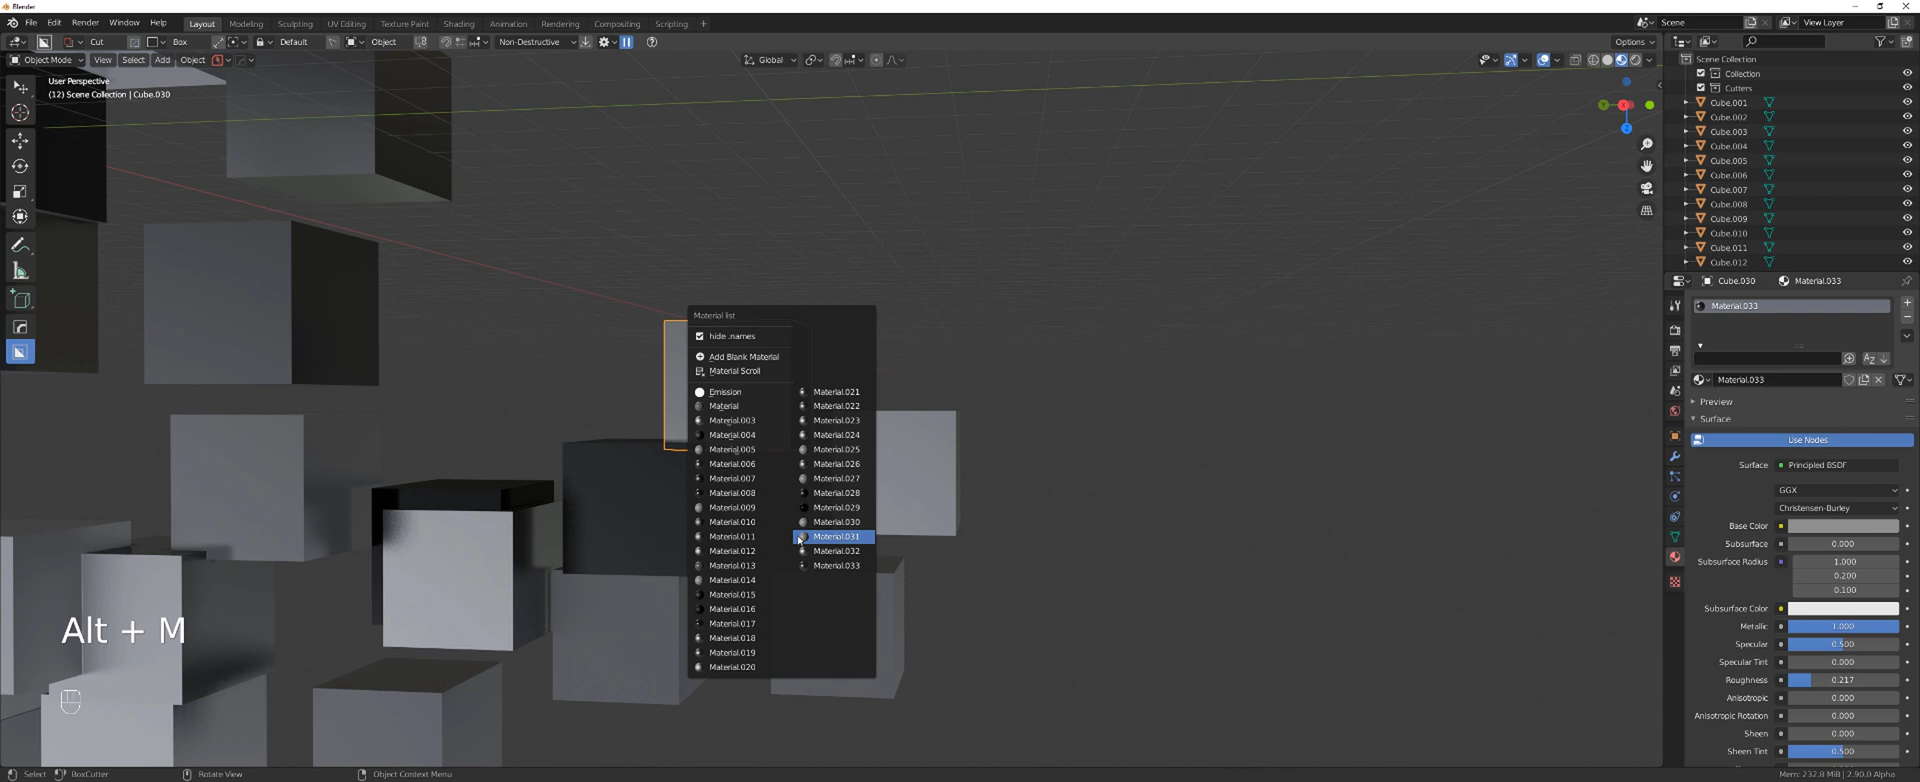 Blender
File Edit Render Window Help Layout Modeling Sculpting UV Editing Texture Paint Shading Animation Rendering Compositing Scripting + Scene View Layer
Cut Box Default Object Non-Destructive Options
Object Mode View Select Add Object Global
User Perspective
(12) Scene Collection | Cube.030
Scene Collection
Collection
Cutters
Cube.001
Cube.002
Cube.003
Cube.004
Cube.005
Cube.006
Cube.007
Cube.008
Cube.009
Cube.010
Cube.011
Cube.012
Y
X
Z
Material list
hide .names
Add Blank Material
Material Scroll
Emission
Material
Material.003
Material.004
Material.005
Material.006
Material.007
Material.008
Material.009
Material.010
Material.011
Material.012
Material.013
Material.014
Material.015
Material.016
Material.017
Material.018
Material.019
Material.020
Material.021
Material.022
Material.023
Material.024
Material.025
Material.026
Material.027
Material.028
Material.029
Material.030
Material.031
Material.032
Material.033
Alt + M
Cube.030 Material.033
Material.033
Material.033
Preview
Surface
Use Nodes
Surface Principled BSDF
GGX
Christensen-Burley
Base Color
Subsurface 0.000
Subsurface Radius 1.000
0.200
0.100
Subsurface Color
Metallic 1.000
Specular 0.500
Specular Tint 0.000
Roughness 0.217
Anisotropic 0.000
Anisotropic Rotation 0.000
Sheen 0.000
Sheen Tint 0.500
Select BoxCutter Rotate View Object Context Menu Mem: 232.8 MiB | 2.90.0 Alpha